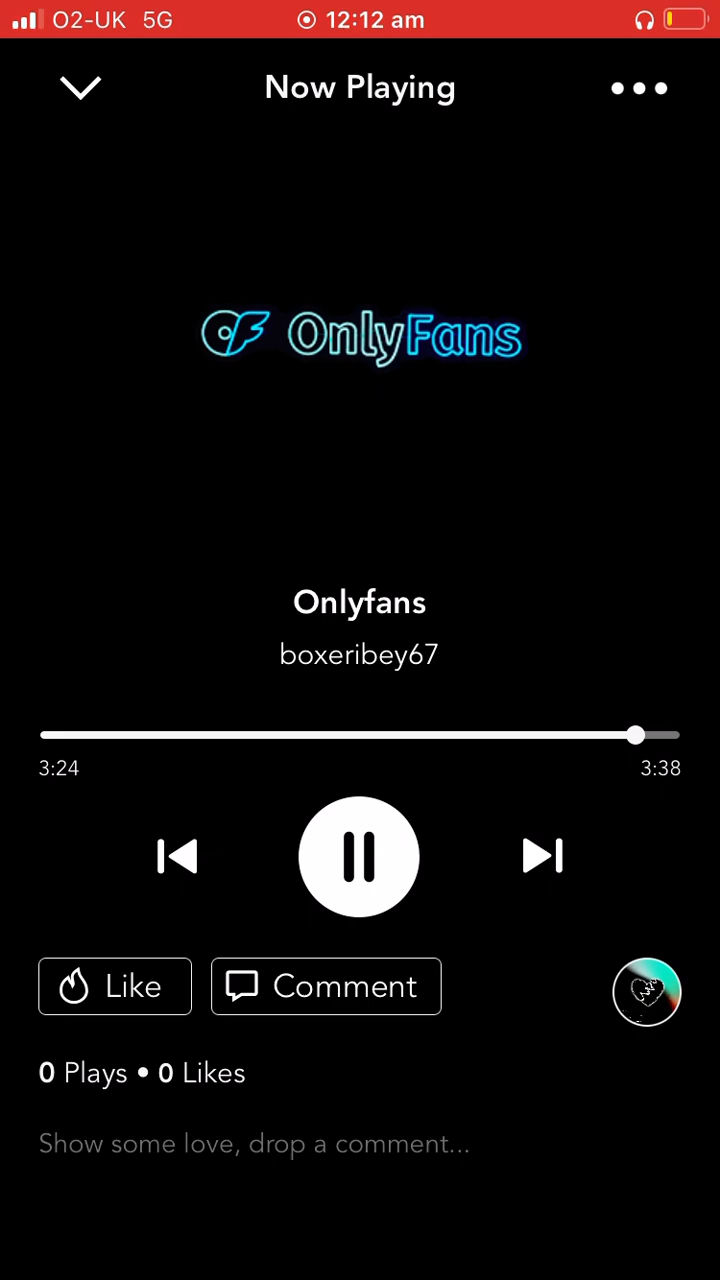 O2-UK 5G 12:12 am
Now Playing
OF OnlyFans
Onlyfans
boxeribey67
3:24 3:38
Like Comment
0 Plays • 0 Likes
Show some love, drop a comment...